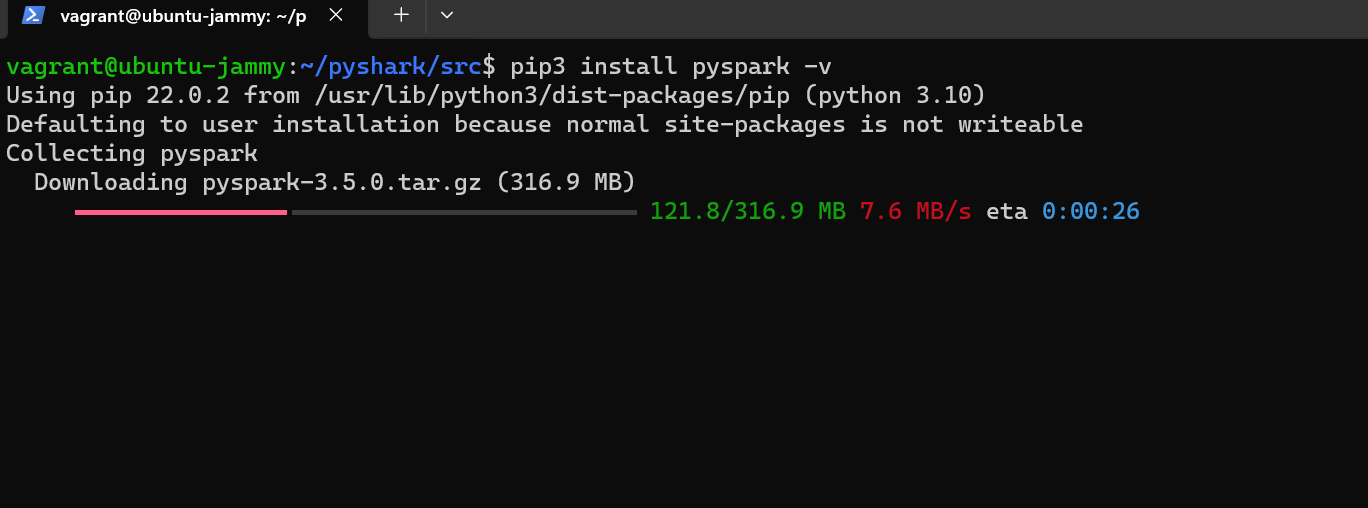 vagrant@ubuntu-jammy: ~/p
vagrant@ubuntu-jammy:~/pyshark/src$ pip3 install pyspark -v
Using pip 22.0.2 from /usr/lib/python3/dist-packages/pip (python 3.10)
Defaulting to user installation because normal site-packages is not writeable
Collecting pyspark
  Downloading pyspark-3.5.0.tar.gz (316.9 MB)
121.8/316.9 MB 7.6 MB/s eta 0:00:26